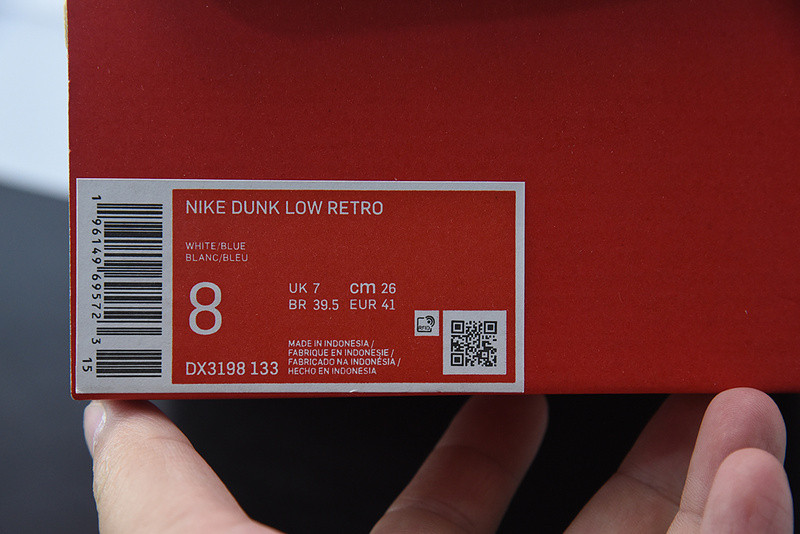 NIKE DUNK LOW RETRO
WHITE/BLUE
BLANC/BLEU
8
UK 7 cm 26
BR 39.5 EUR 41
DX3198 133
MADE IN INDONESIA /
FABRIQUE EN INDONESIE /
FABRICADO NA INDONÉSIA /
HECHO EN INDONESIA
RFID
1 96149 69572 3
15